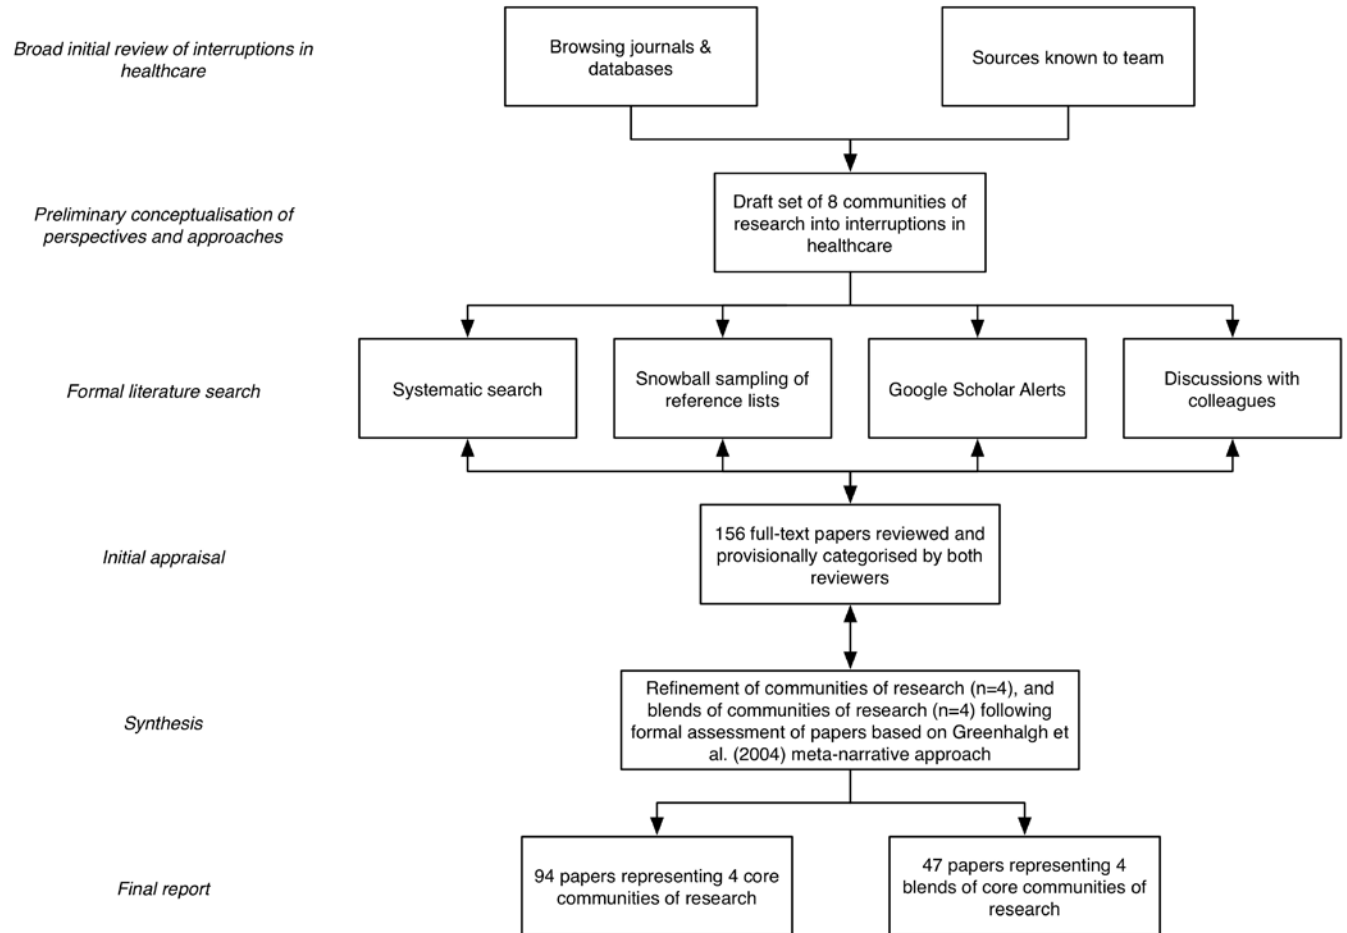 Broad initial review of interruptions in
healthcare
Browsing journals &
databases
Sources known to team
Preliminary conceptualisation of
perspectives and approaches
Draft set of 8 communities of
research into interruptions in
healthcare
Formal literature search
Systematic search
Snowball sampling of
reference lists
Google Scholar Alerts
Discussions with
colleagues
Initial appraisal
156 full-text papers reviewed and
provisionally categorised by both
reviewers
Synthesis
Refinement of communities of research (n=4), and
blends of communities of research (n=4) following
formal assessment of papers based on Greenhalgh et
al. (2004) meta-narrative approach
Final report
94 papers representing 4 core
communities of research
47 papers representing 4
blends of core communities of
research